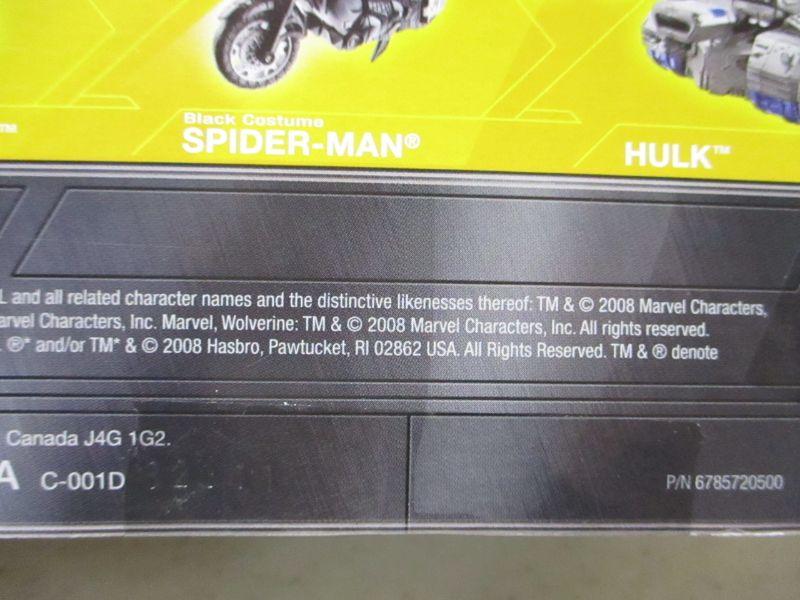 ™
Black Costume
SPIDER-MAN®
HULK™
L and all related character names and the distinctive likenesses thereof: TM & © 2008 Marvel Characters,
arvel Characters, Inc. Marvel, Wolverine: TM & © 2008 Marvel Characters, Inc. All rights reserved.
. ®* and/or TM* & © 2008 Hasbro, Pawtucket, RI 02862 USA. All Rights Reserved. TM & ® denote
Canada J4G 1G2.
A C-001D
P/N 6785720500